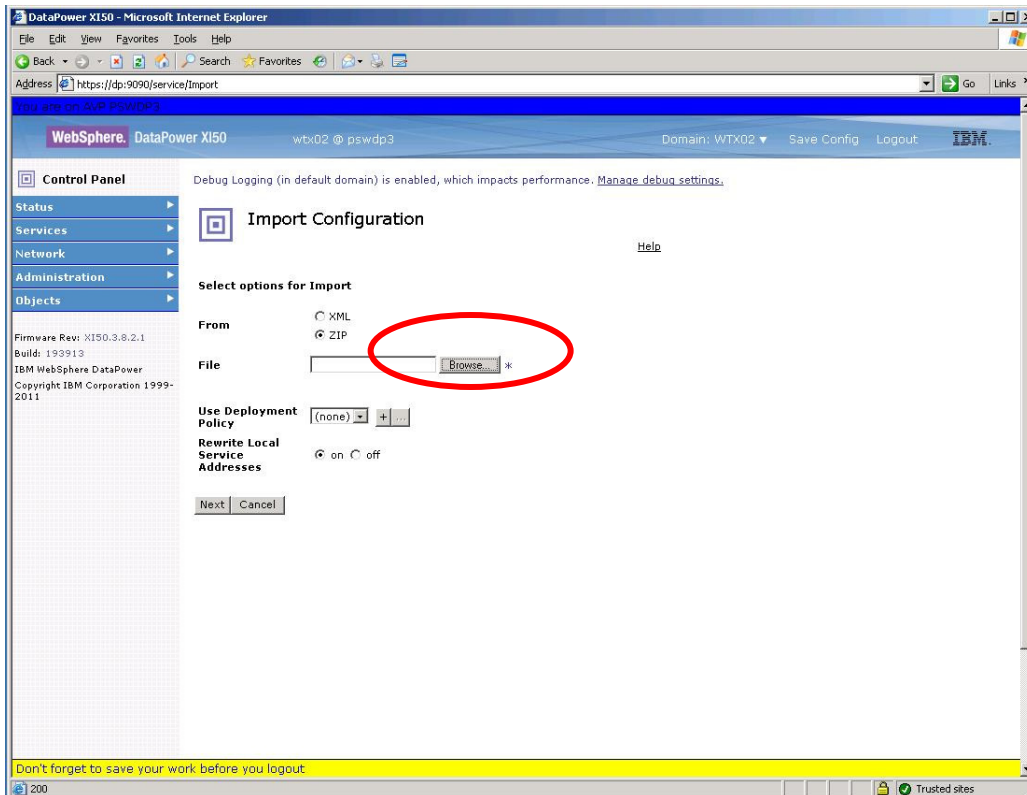 DataPower XI50 - Microsoft Internet Explorer
File Edit View Favorites Tools Help
Back Search Favorites
Address https://dp:9090/service/Import Go Links
You are on AVP PSWDP3
WebSphere. DataPower XI50 wtx02 @ pswdp3 Domain: WTX02 Save Config Logout IBM.
Control Panel
Debug Logging (in default domain) is enabled, which impacts performance. Manage debug settings.
Status
Services
Network
Administration
Objects
Firmware Rev: XI50.3.8.2.1
Build: 193913
IBM WebSphere DataPower
Copyright IBM Corporation 1999-
2011
Import Configuration
Help
Select options for Import
From
XML
ZIP
File Browse... *
Use Deployment
Policy
(none) + ...
Rewrite Local
Service
Addresses
on off
Next Cancel
Don't forget to save your work before you logout
200 Trusted sites